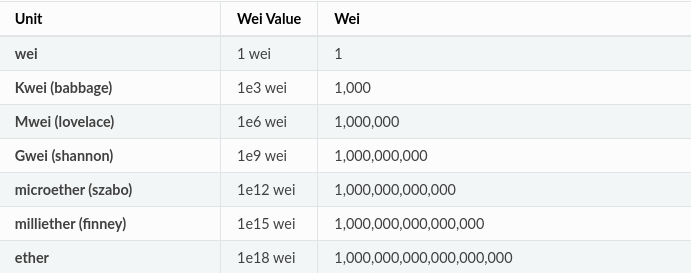 Unit Wei Value Wei
wei 1 wei 1
Kwei (babbage) 1e3 wei 1,000
Mwei (lovelace) 1e6 wei 1,000,000
Gwei (shannon) 1e9 wei 1,000,000,000
microether (szabo) 1e12 wei 1,000,000,000,000
milliether (finney) 1e15 wei 1,000,000,000,000,000
ether 1e18 wei 1,000,000,000,000,000,000